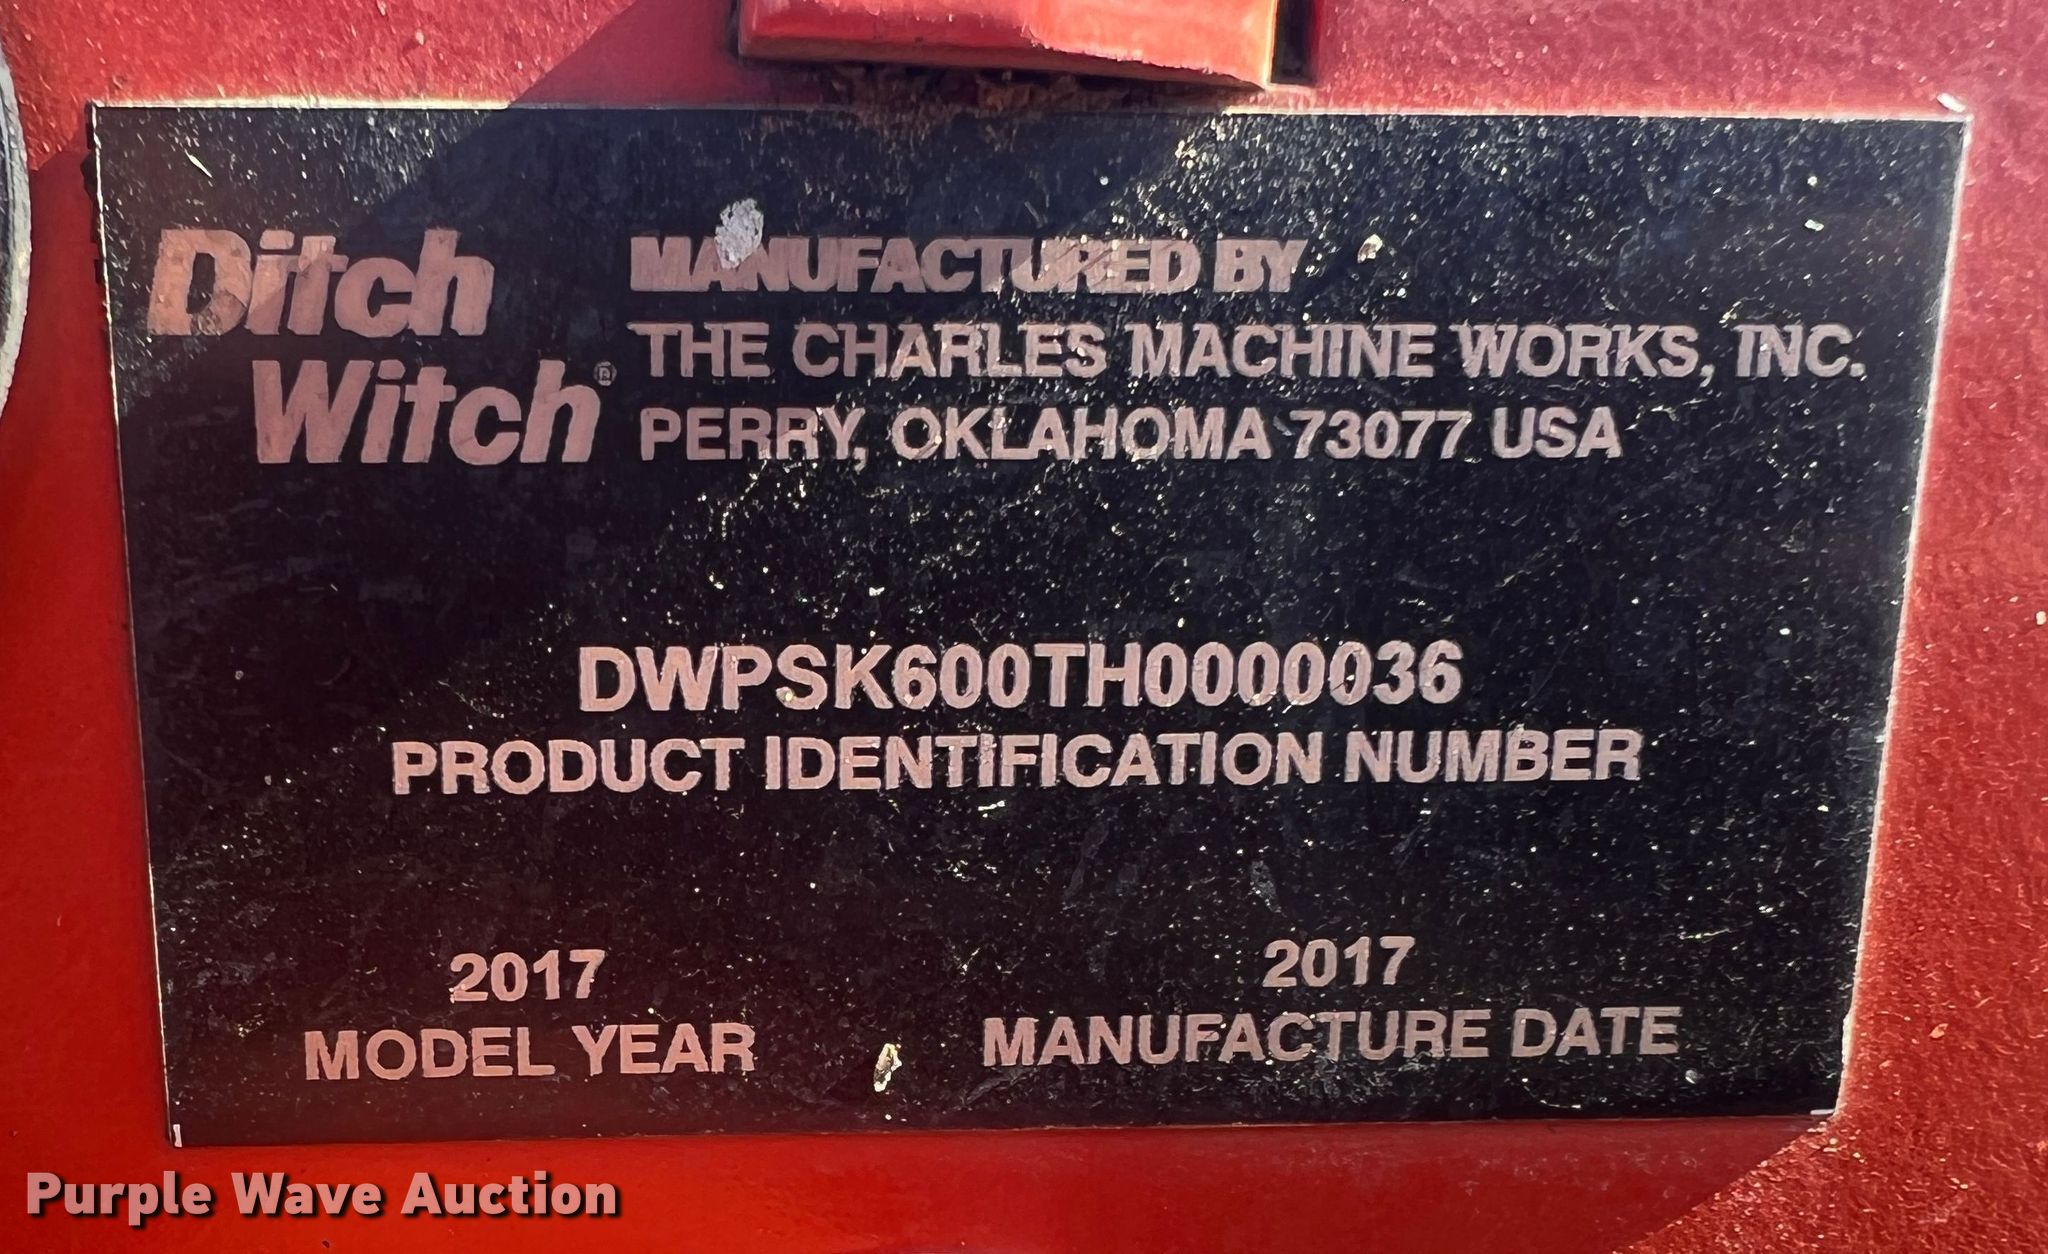 Ditch
Witch®
MANUFACTURED BY
THE CHARLES MACHINE WORKS, INC.
PERRY, OKLAHOMA 73077 USA
DWPSK600TH0000036
PRODUCT IDENTIFICATION NUMBER
2017
MODEL YEAR
2017
MANUFACTURE DATE
Purple Wave Auction